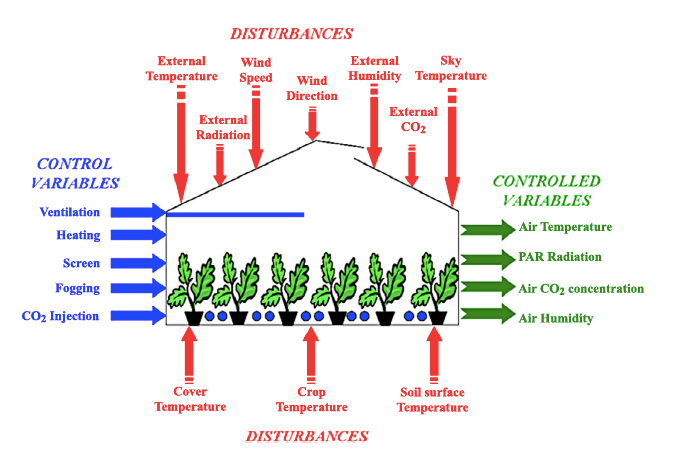 DISTURBANCES
External
Temperature
Wind
Speed
Wind
Direction
External
Humidity
Sky
Temperature
External
Radiation
External
CO₂
CONTROL
VARIABLES
Ventilation
Heating
Screen
Fogging
CO₂ Injection
CONTROLLED
VARIABLES
Air Temperature
PAR Radiation
Air CO₂ concentration
Air Humidity
Cover
Temperature
Crop
Temperature
Soil surface
Temperature
DISTURBANCES